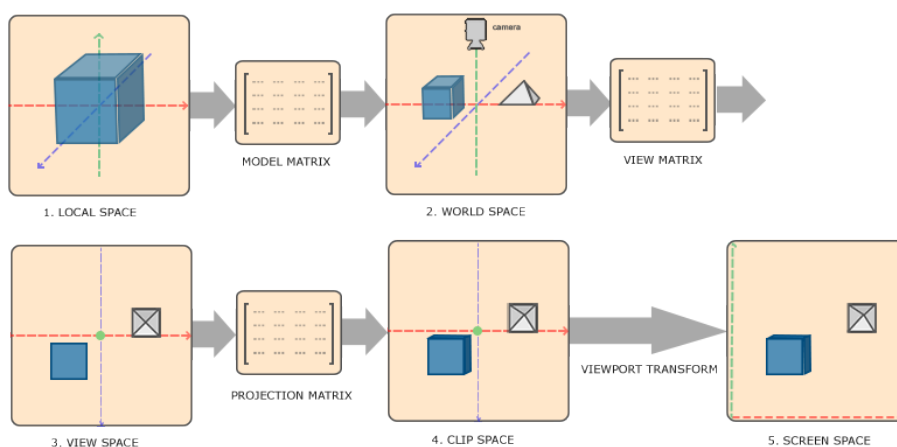 camera
MODEL MATRIX
VIEW MATRIX
1. LOCAL SPACE
2. WORLD SPACE
PROJECTION MATRIX
VIEWPORT TRANSFORM
3. VIEW SPACE
4. CLIP SPACE
5. SCREEN SPACE